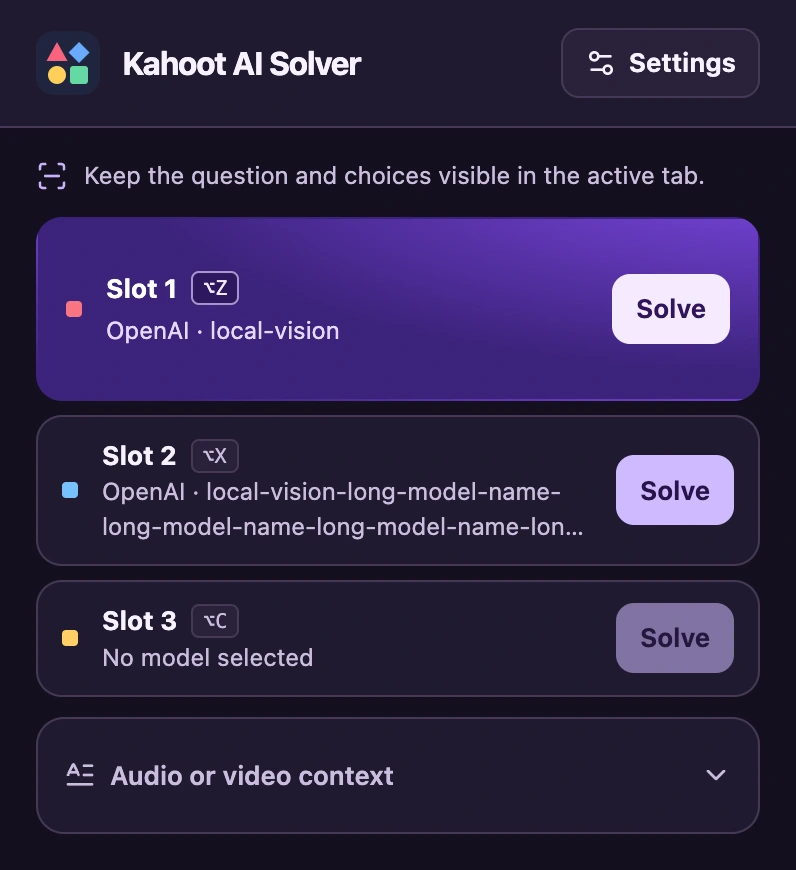 Kahoot AI Solver
Settings
Keep the question and choices visible in the active tab.
Slot 1 ⌥Z
OpenAI · local-vision
Solve
Slot 2 ⌥X
OpenAI · local-vision-long-model-name-
long-model-name-long-model-name-lon...
Solve
Slot 3 ⌥C
No model selected
Solve
Audio or video context